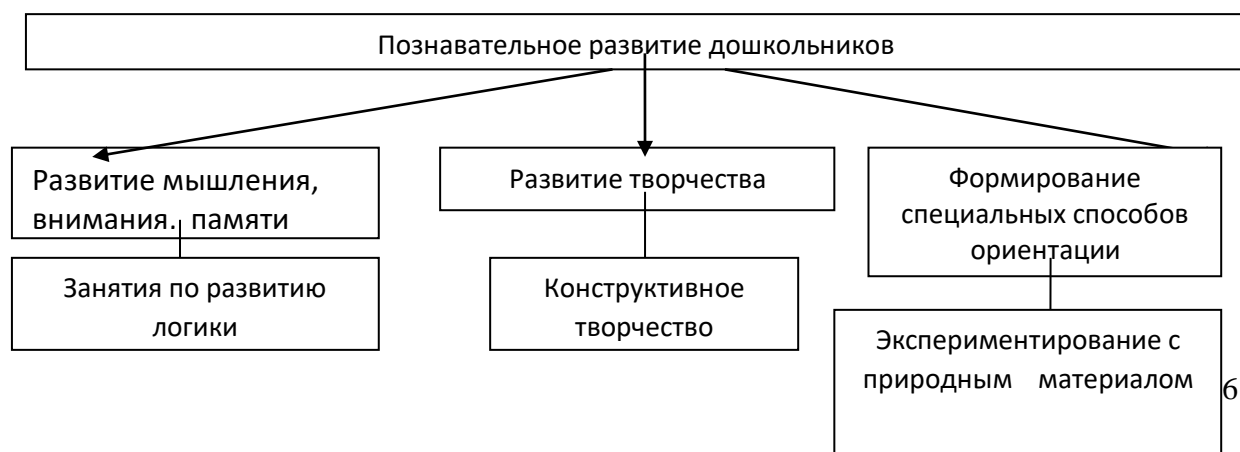 Познавательное развитие дошкольников
Развитие мышления,
внимания. памяти
Развитие творчества
Формирование
специальных способов
ориентации
Занятия по развитию
логики
Конструктивное
творчество
Экспериментирование с
природным материалом
6